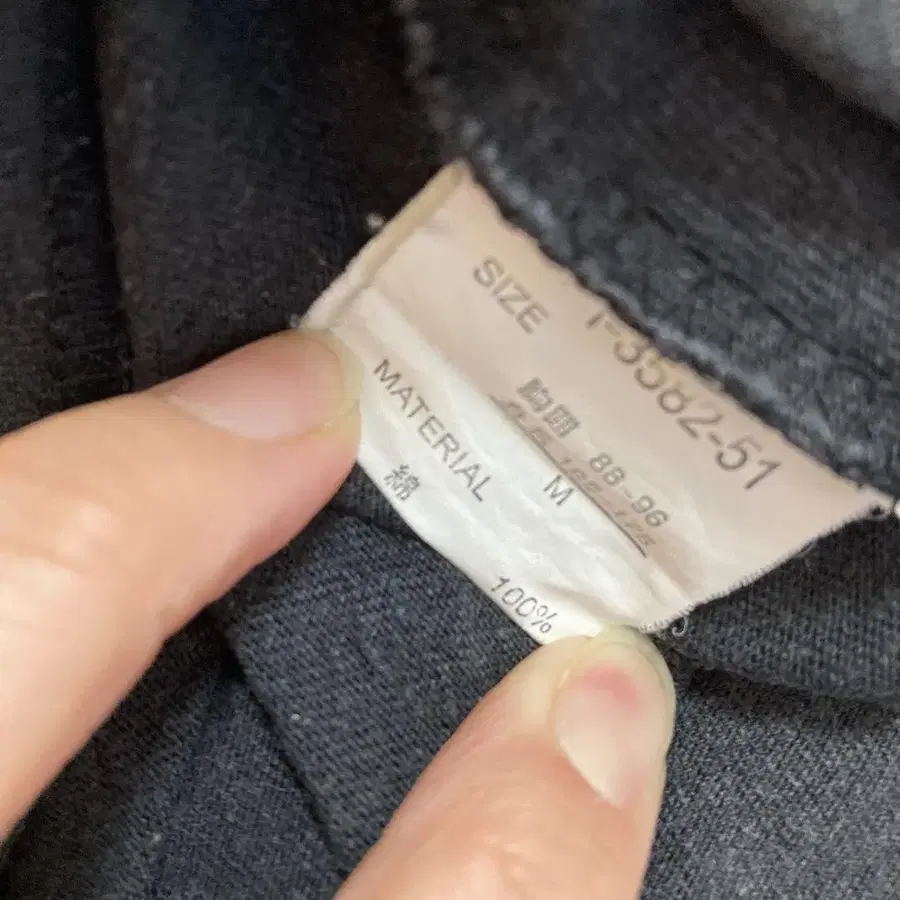 -3582-51
SIZE
胸囲 88-96
M
MATERIAL
綿 100%